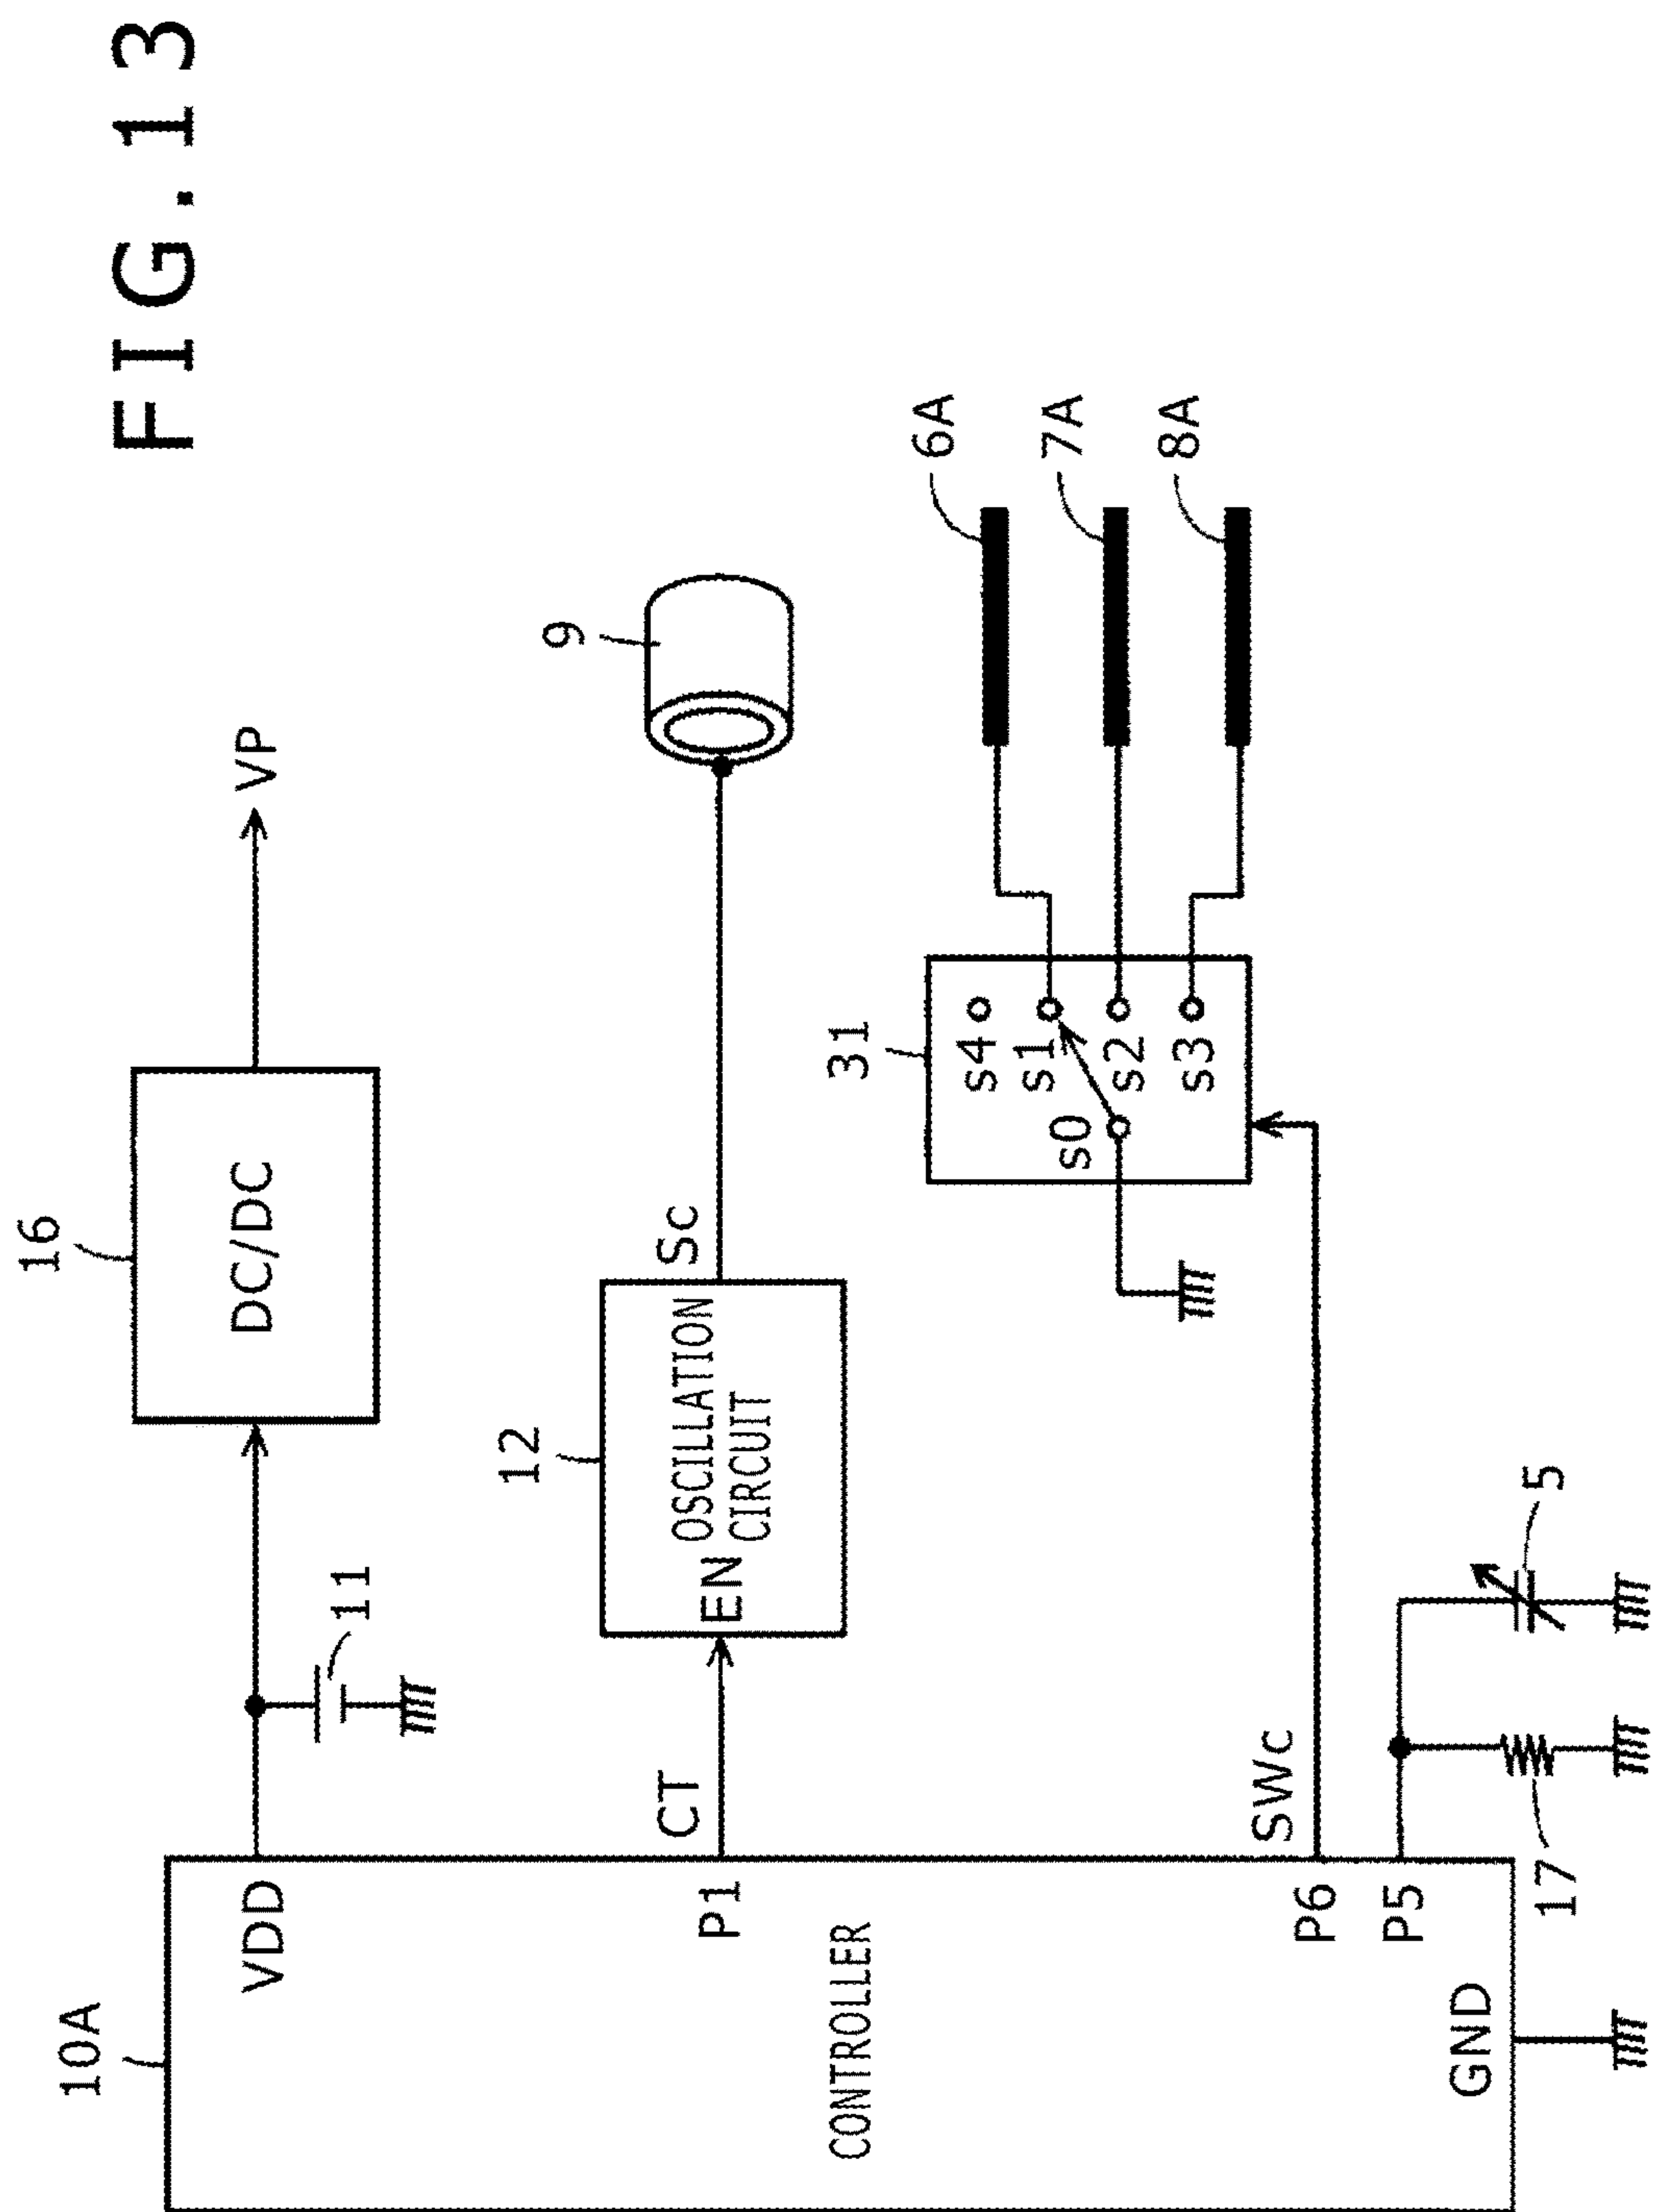 FIG.13
10A
VDD
11
16
DC/DC
VP
CT
P1
12
EN
OSCILLATION
CIRCUIT
Sc
9
CONTROLLER
31
s4
s1
s0
s2
s3
6A
7A
8A
SWc
P6
P5
GND
17
5